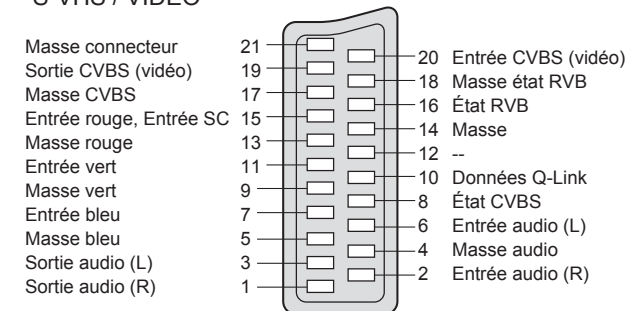 S-VHS / VIDEO
Masse connecteur 21
Sortie CVBS (vidéo) 19
Masse CVBS 17
Entrée rouge, Entrée SC 15
Masse rouge 13
Entrée vert 11
Masse vert 9
Entrée bleu 7
Masse bleu 5
Sortie audio (L) 3
Sortie audio (R) 1
20 Entrée CVBS (vidéo)
18 Masse état RVB
16 État RVB
14 Masse
12 --
10 Données Q-Link
8 État CVBS
6 Entrée audio (L)
4 Masse audio
2 Entrée audio (R)